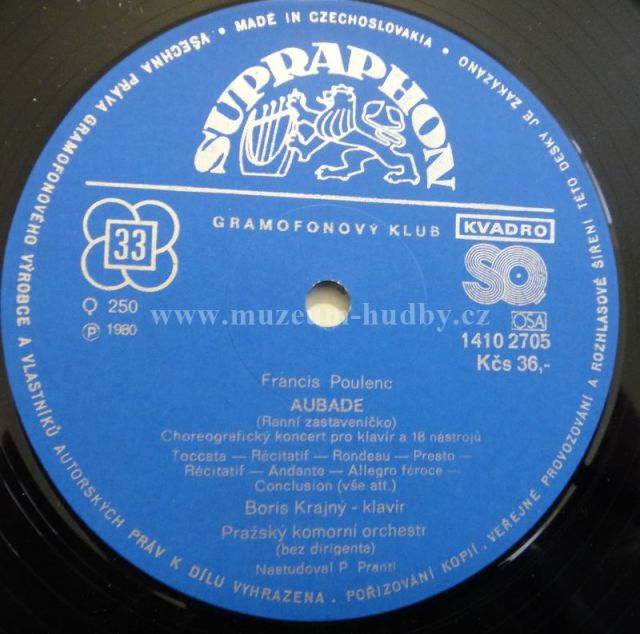 • MADE IN CZECHOSLOVAKIA •
SUPRAPHON
33
GRAMOFONOVÝ KLUB
KVADRO
SQ
Q 250
Ⓟ 1980
OSA
1410 2705
Kčs 36,-
www.muzeum-hudby.cz
Francis Poulenc
AUBADE
(Ranní zastaveníčko)
Choreografický koncert pro klavír a 18 nástrojů
Toccata — Récitatif — Rondeau — Presto —
Récitatif — Andante — Allegro féroce —
Conclusion (vše att.)
Boris Krajný - klavír
Pražský komorní orchestr
(bez dirigenta)
Nastudoval P. Prantl
VŠECHNA PRÁVA GRAMOFONOVÉHO VÝROBCE A VLASTNÍKŮ AUTORSKÝCH PRÁV K DÍLU VYHRAZENA. POŘIZOVÁNÍ KOPIÍ, VEŘEJNÉ PROVOZOVÁNÍ A ROZHLASOVÉ ŠÍŘENÍ TÉTO DESKY JE ZAKÁZÁNO